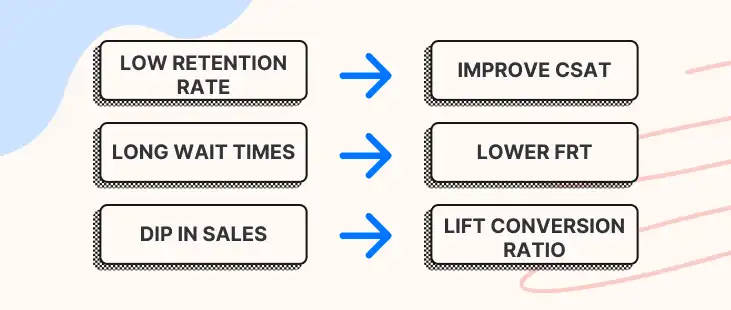 LOW RETENTION
RATE
IMPROVE CSAT
LONG WAIT TIMES
LOWER FRT
DIP IN SALES
LIFT CONVERSION
RATIO